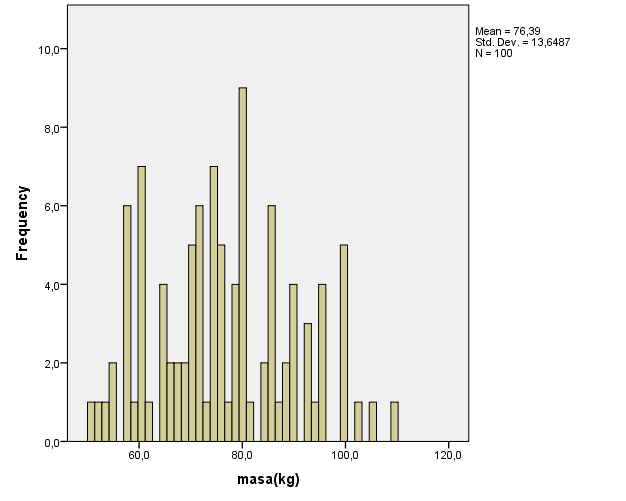 Mean = 76,39
Std. Dev. = 13,6487
N = 100
10,0
8,0
6,0
4,0
2,0
0,0
Frequency
60,0 80,0 100,0 120,0
masa(kg)